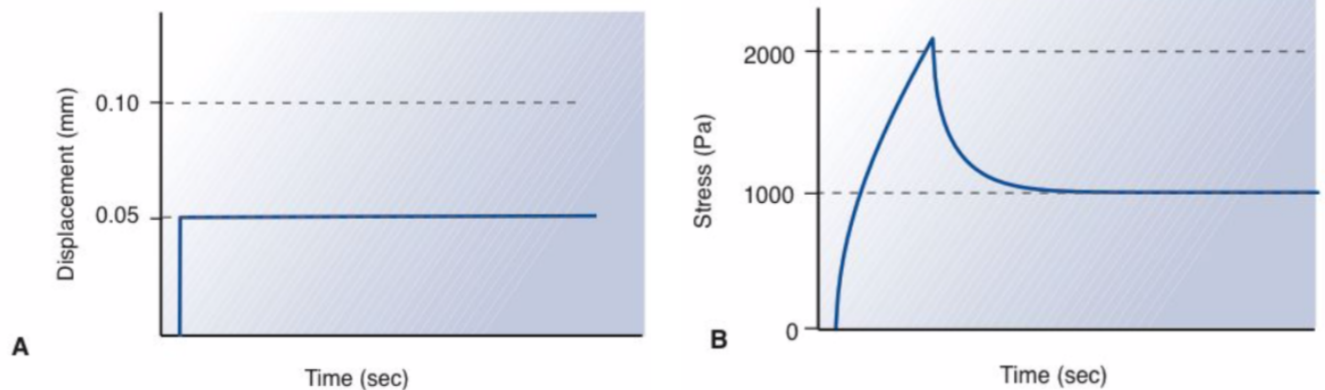 Displacement (mm)
0.10
0.05
Time (sec)
A
Stress (Pa)
2000
1000
0
Time (sec)
B